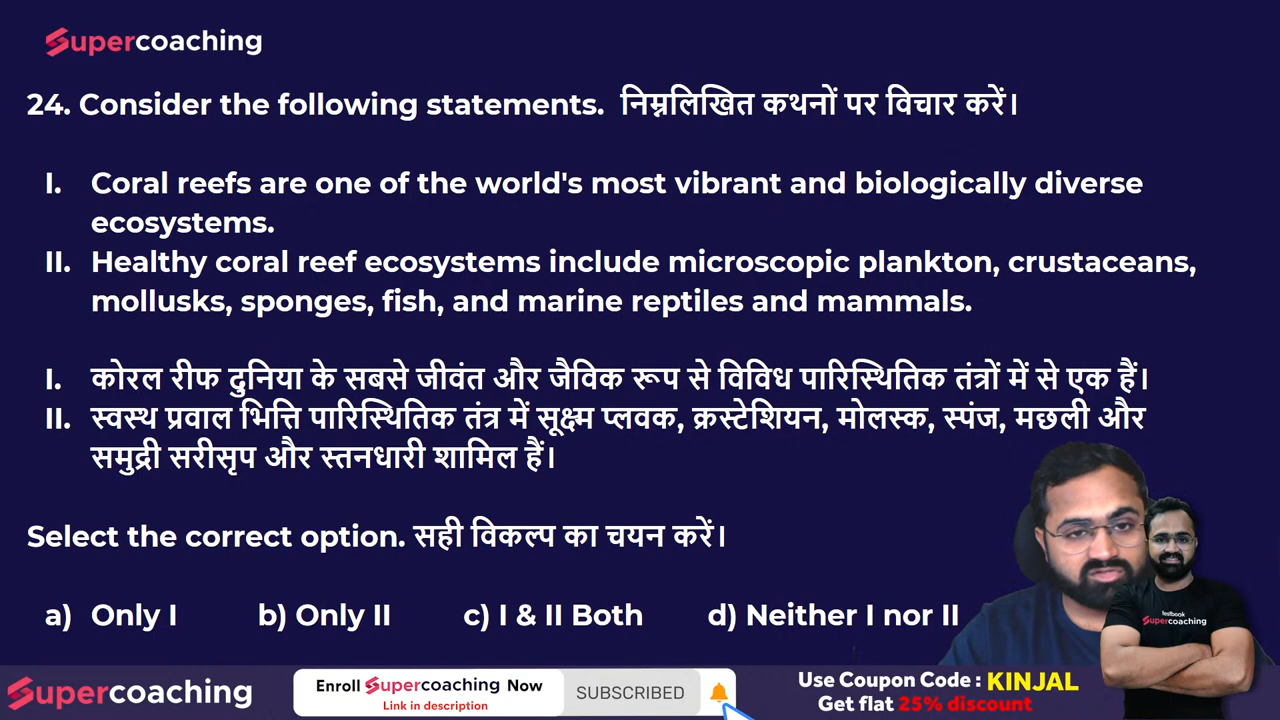 Supercoaching
24. Consider the following statements. निम्नलिखित कथनों पर विचार करें।
I. Coral reefs are one of the world's most vibrant and biologically diverse
ecosystems.
II. Healthy coral reef ecosystems include microscopic plankton, crustaceans,
mollusks, sponges, fish, and marine reptiles and mammals.
I. कोरल रीफ दुनिया के सबसे जीवंत और जैविक रूप से विविध पारिस्थितिक तंत्रों में से एक हैं।
II. स्वस्थ प्रवाल भित्ति पारिस्थितिक तंत्र में सूक्ष्म प्लवक, क्रस्टेशियन, मोलस्क, स्पंज, मछली और
समुद्री सरीसृप और स्तनधारी शामिल हैं।
Select the correct option. सही विकल्प का चयन करें।
a) Only I b) Only II c) I & II Both d) Neither I nor II
testbook
Supercoaching
Supercoaching
Enroll Supercoaching Now
Link in description
SUBSCRIBED
Use Coupon Code : KINJAL
Get flat 25% discount